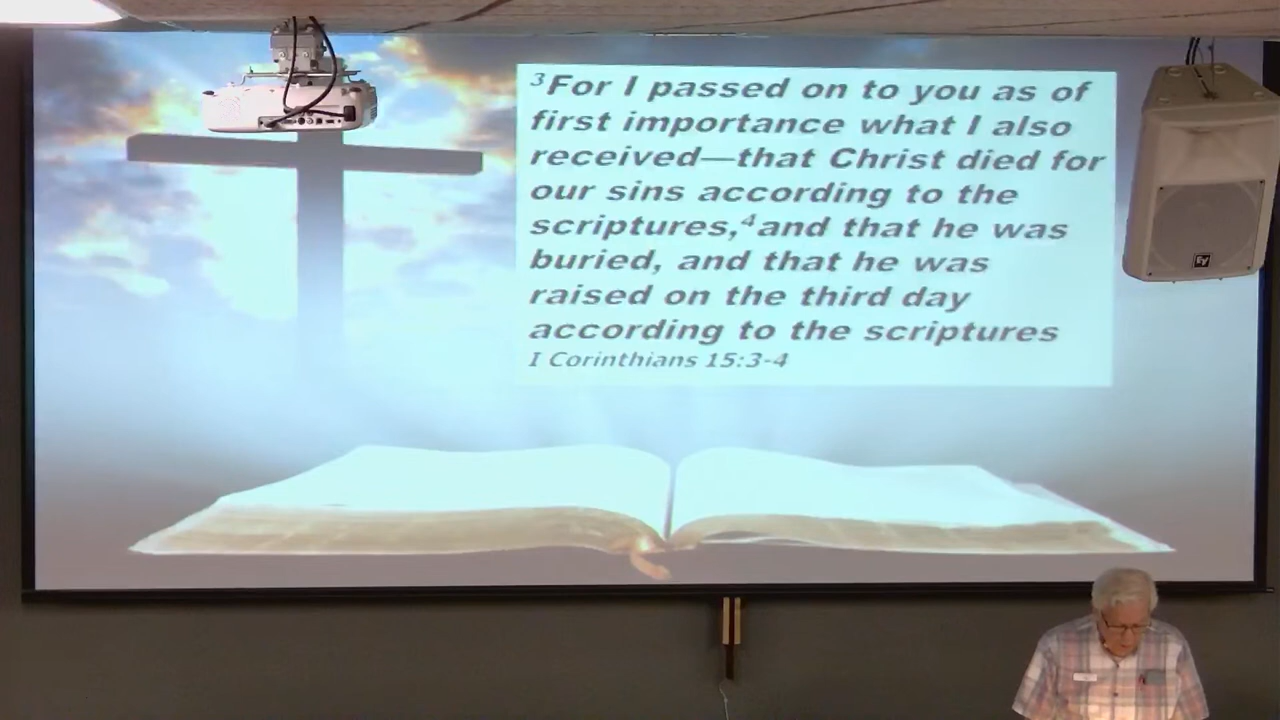 ³For I passed on to you as of
first importance what I also
received—that Christ died for
our sins according to the
scriptures,⁴and that he was
buried, and that he was
raised on the third day
according to the scriptures
I Corinthians 15:3-4
EV